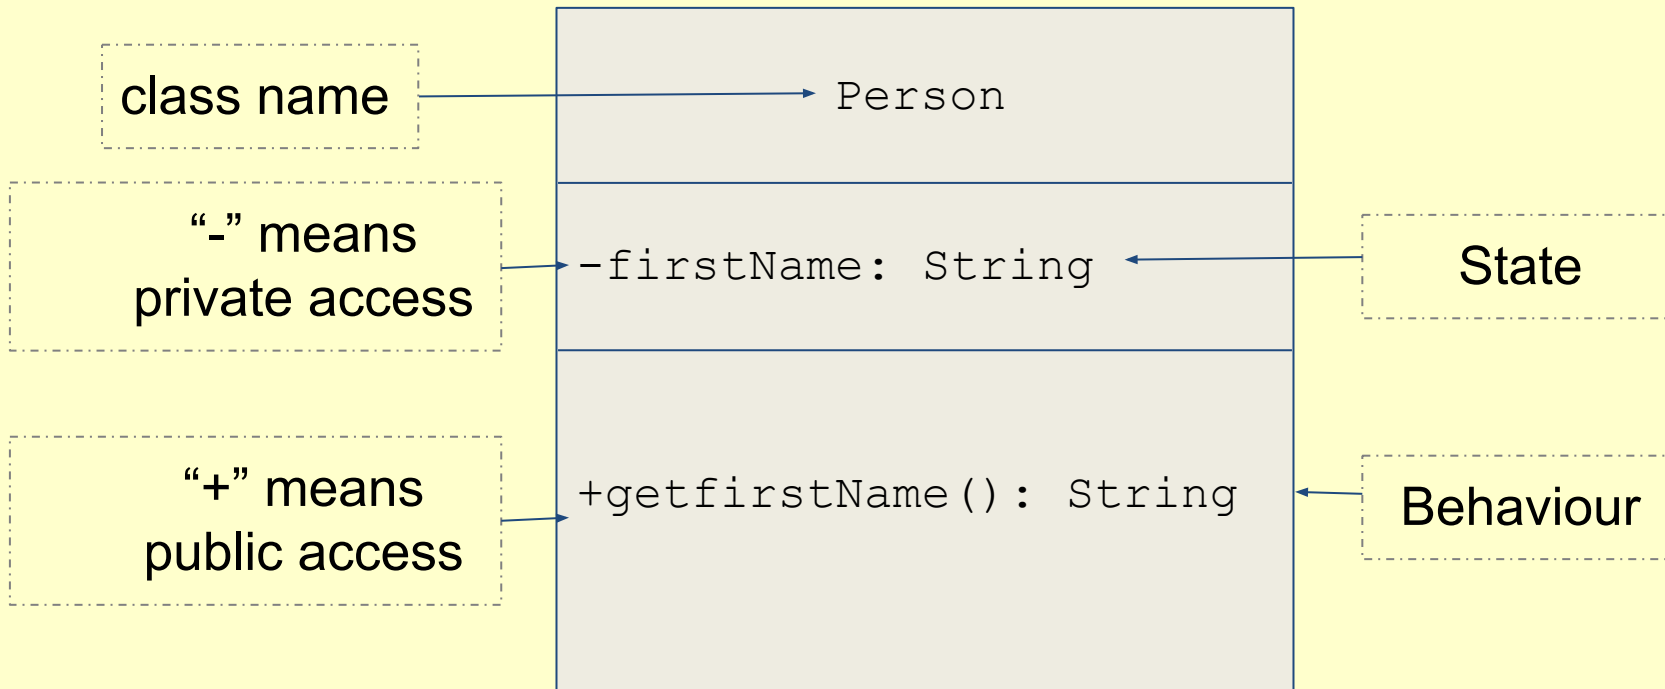 class name
Person
“-” means
private access
-firstName: String
State
“+” means
public access
+getfirstName(): String
Behaviour